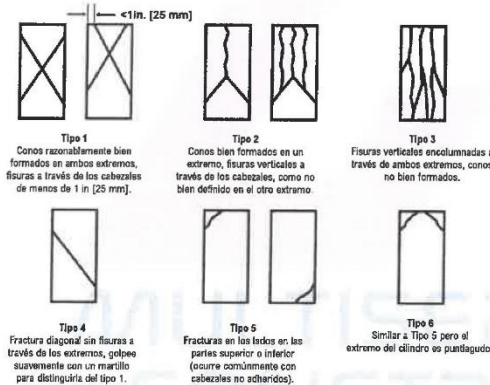 <1in. [25 mm]
Tipo 1
Conos razonablemente bien
formados en ambos extremos,
fisuras a través de los cabezales
de menos de 1 in [25 mm].
Tipo 2
Conos bien formados en un
extremo, fisuras verticales a
través de los cabezales, como no
bien definido en el otro extremo
Tipo 3
Fisuras verticales encolumnadas a
través de ambos extremos, conos
no bien formados.
Tipo 4
Fractura diagonal sin fisuras a
través de los extremos, golpee
suavemente con un martillo
para distinguirla del tipo 1.
Tipo 5
Fracturas en los lados en las
partes superior o inferior
(ocurre comúnmente con
cabezales no adheridos).
Tipo 6
Similar a Tipo 5 pero el
extremo del cilindro es puntiagudo